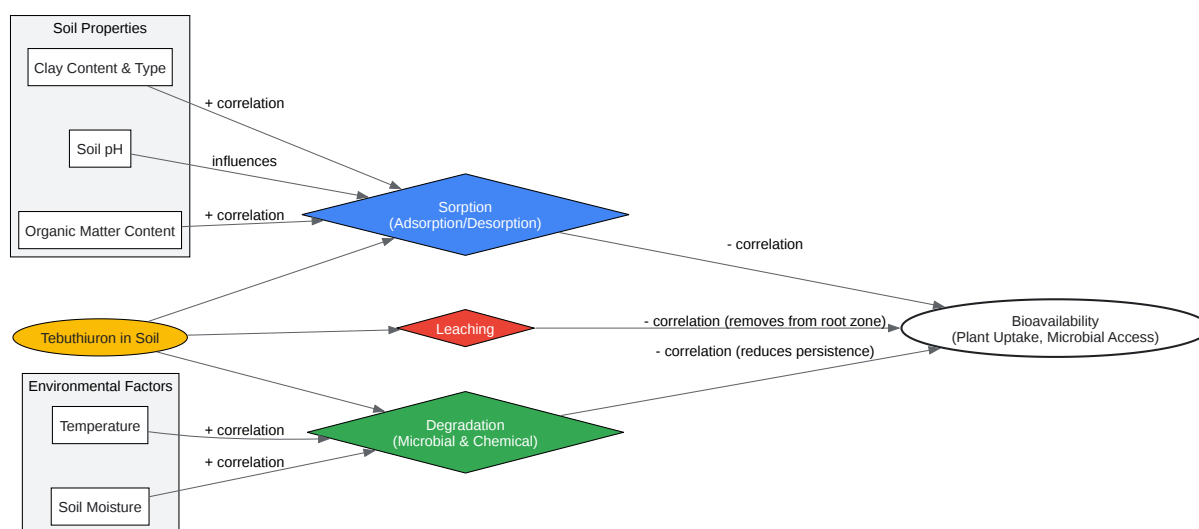 Soil Properties
Clay Content & Type
+ correlation
Soil pH
influences
Organic Matter Content
+ correlation
Sorption
(Adsorption/Desorption)
- correlation
Tebuthiuron in Soil
Leaching
- correlation (removes from root zone)
Bioavailability
(Plant Uptake, Microbial Access)
- correlation (reduces persistence)
Environmental Factors
Temperature
+ correlation
Degradation
(Microbial & Chemical)
+ correlation
Soil Moisture